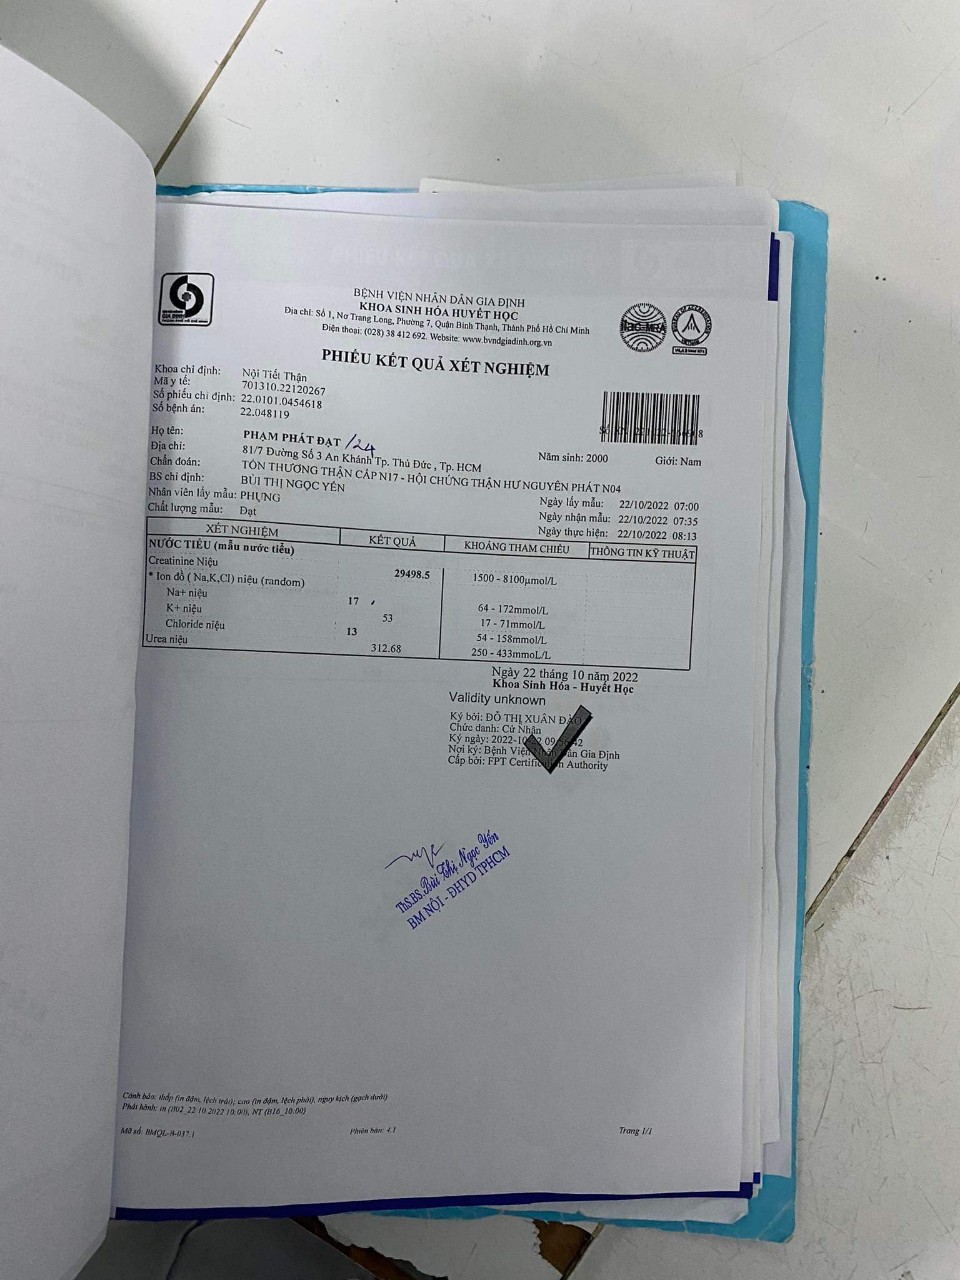 BỆNH VIỆN NHÂN DÂN GIA ĐỊNH
KHOA SINH HÓA HUYẾT HỌC
Địa chỉ: Số 1, Nơ Trang Long, Phường 7, Quận Bình Thạnh, Thành Phố Hồ Chí Minh
Điện thoại: (028) 38 412 692. Website: www.bvndgiadinh.org.vn
GIA ĐỊNH
ilac-MRA
PHIẾU KẾT QUẢ XÉT NGHIỆM
Khoa chỉ định: Nội Tiết Thận
Mã y tế: 701310.22120267
Số phiếu chỉ định: 22.0101.0454618
Số bệnh án: 22.048119
Họ tên: PHẠM PHÁT ĐẠT /24 Năm sinh: 2000 Giới: Nam
Địa chỉ: 81/7 Đường Số 3 An Khánh Tp. Thủ Đức , Tp. HCM
Chẩn đoán: TỔN THƯƠNG THẬN CẤP N17 - HỘI CHỨNG THẬN HƯ NGUYÊN PHÁT N04
BS chỉ định: BÙI THỊ NGỌC YẾN Ngày lấy mẫu: 22/10/2022 07:00
Nhân viên lấy mẫu: PHỤNG Ngày nhận mẫu: 22/10/2022 07:35
Chất lượng mẫu: Đạt Ngày thực hiện: 22/10/2022 08:13
XÉT NGHIỆM KẾT QUẢ KHOẢNG THAM CHIẾU THÔNG TIN KỸ THUẬT
NƯỚC TIỂU (mẫu nước tiểu)
Creatinine Niệu 29498.5 1500 - 8100µmol/L
* Ion đồ ( Na,K,Cl) niệu (random)
Na+ niệu 17 64 - 172mmol/L
K+ niệu 53 17 - 71mmol/L
Chloride niệu 13 54 - 158mmol/L
Urea niệu 312.68 250 - 433mmoL/L
Ngày 22 tháng 10 năm 2022
Khoa Sinh Hóa - Huyết Học
Validity unknown
Ký bởi: ĐỖ THỊ XUÂN ĐÀO
Chức danh: Cử Nhân
Ký ngày: 2022-10-22 09:
Nơi ký: Bệnh Viện Nhân Dân Gia Định
Cấp bởi: FPT Certification Authority
ThS.BS. Bùi Thị Ngọc Yến
BM NỘI - ĐHYD TPHCM
Cảnh báo: thấp (in đậm, lệch trái); cao (in đậm, lệch phải), nguy kịch (gạch dưới)
Phát hành: in (B02_22.10.2022 10:00), NT (B16_10:00)
Mã số: BMQL-B-037.1 Phiên bản: 4.1 Trang 1/1